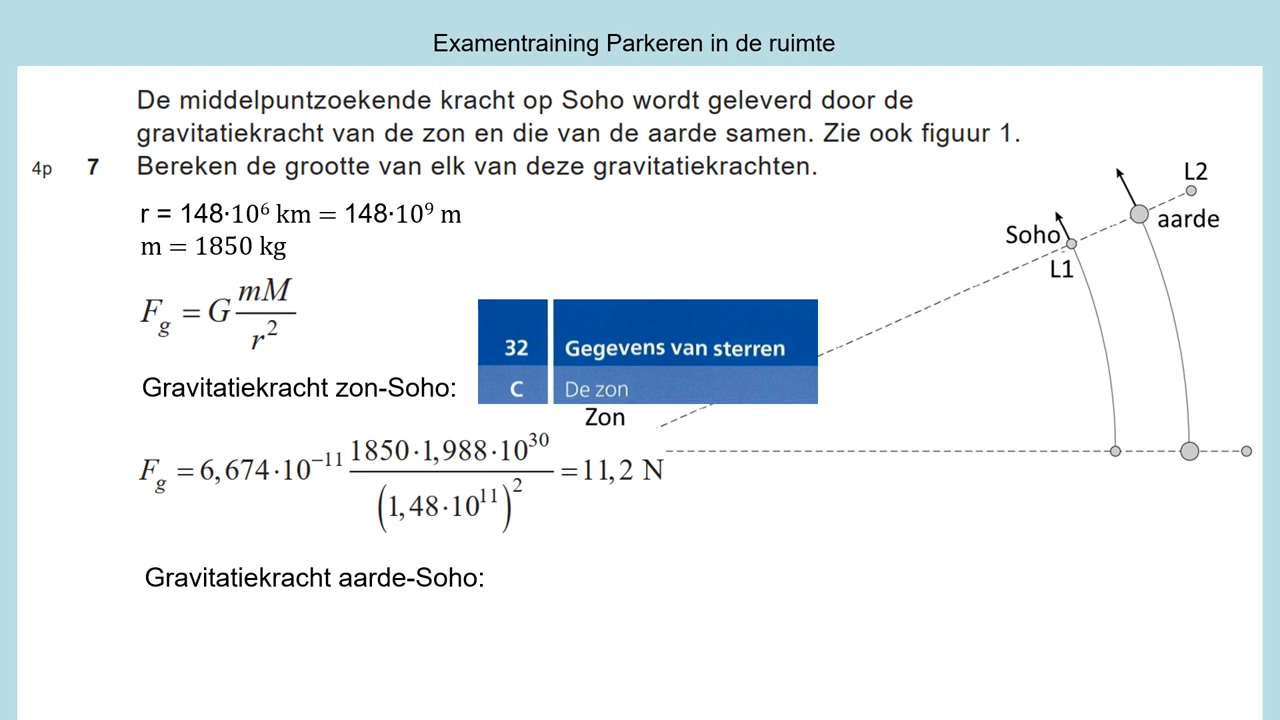 Examentraining Parkeren in de ruimte
De middelpuntzoekende kracht op Soho wordt geleverd door de
gravitatiekracht van de zon en die van de aarde samen. Zie ook figuur 1.
4p 7 Bereken de grootte van elk van deze gravitatiekrachten.
r = 148·10⁶ km = 148·10⁹ m
m = 1850 kg
F_g = G mM / r²
Gravitatiekracht zon-Soho:
32 Gegevens van sterren
C De zon
Zon
F_g = 6,674·10⁻¹¹ 1850·1,988·10³⁰ / (1,48·10¹¹)² = 11,2 N
Gravitatiekracht aarde-Soho:
L2
aarde
Soho
L1